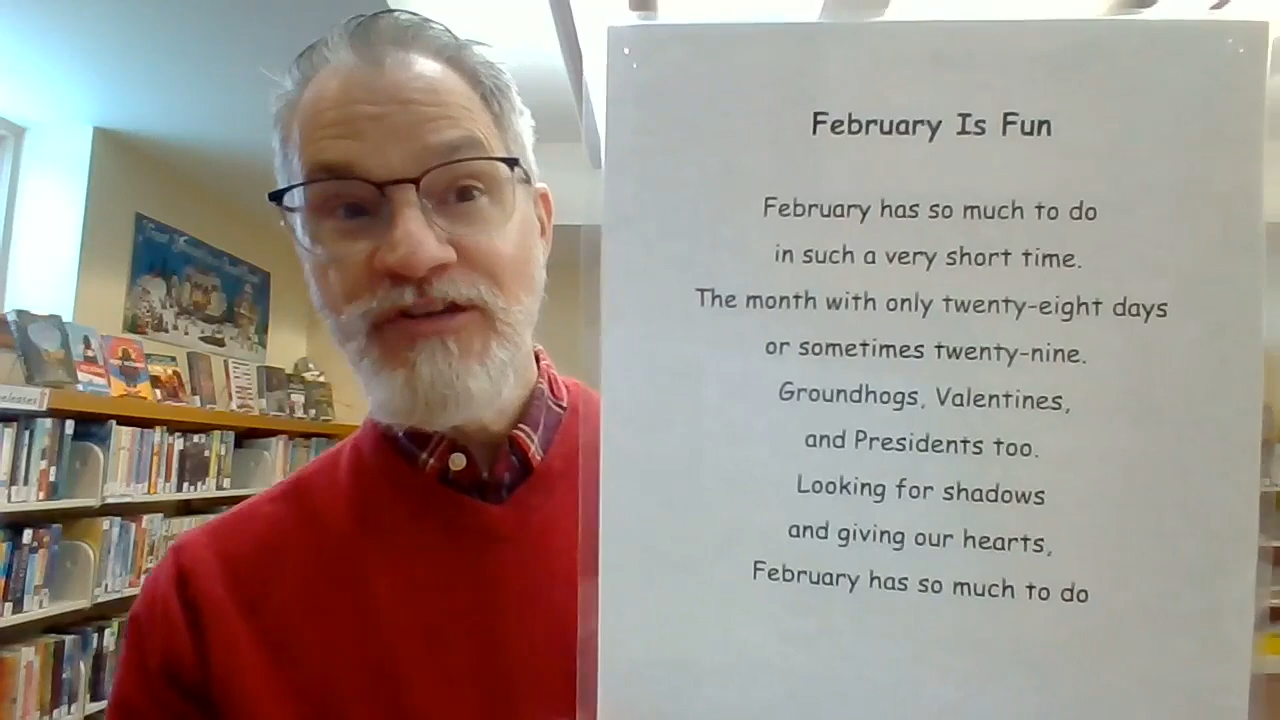 February Is Fun
February has so much to do
in such a very short time.
The month with only twenty-eight days
or sometimes twenty-nine.
Groundhogs, Valentines,
and Presidents too.
Looking for shadows
and giving our hearts,
February has so much to do